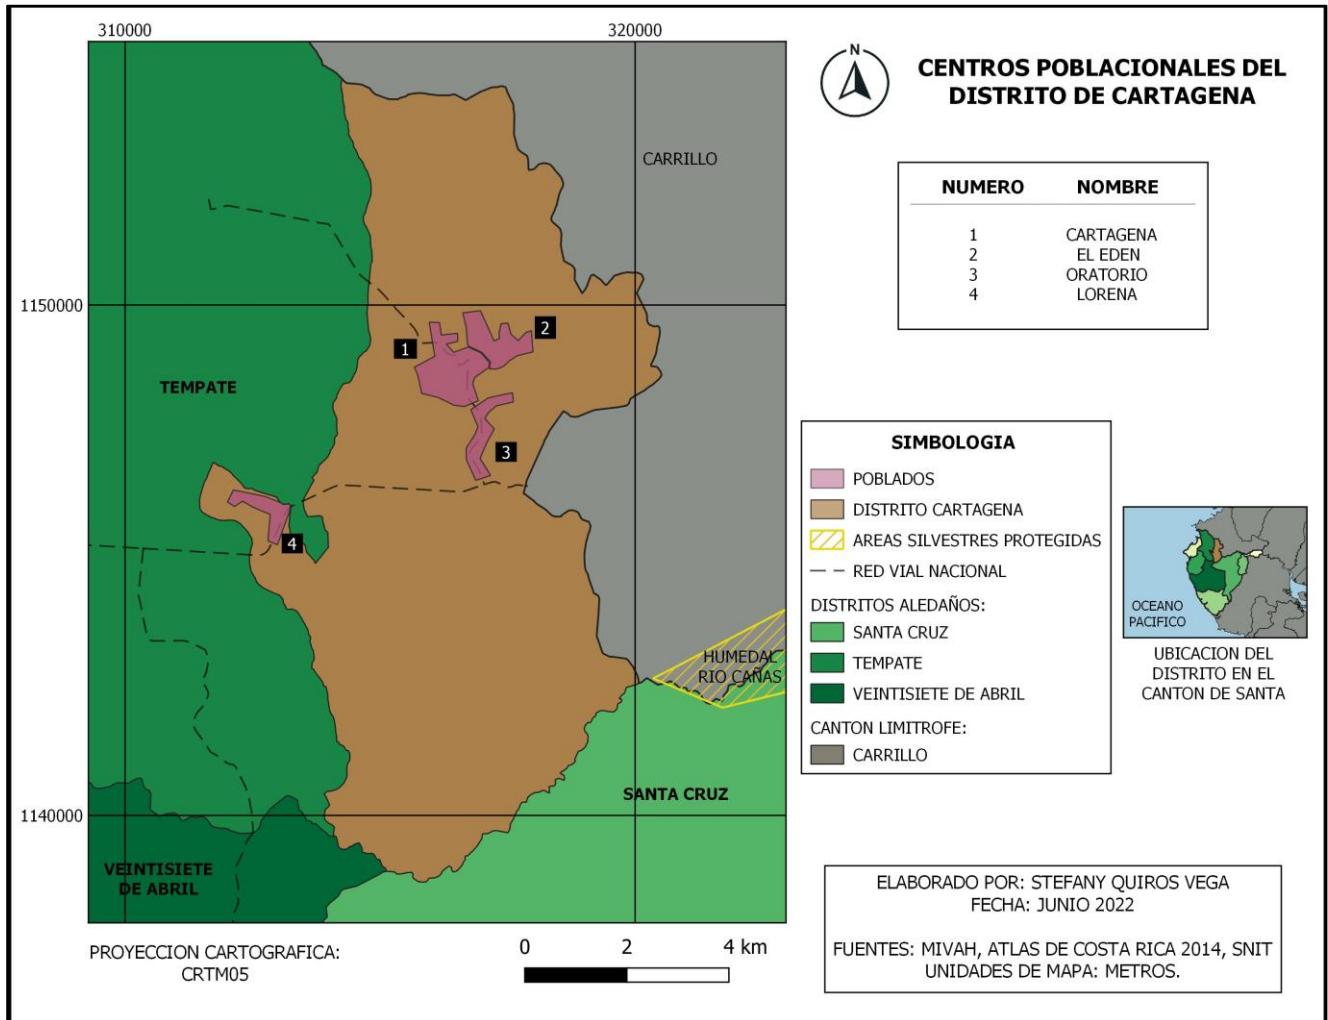 310000
320000
N
CENTROS POBLACIONALES DEL
DISTRITO DE CARTAGENA
CARRILLO
NUMERO NOMBRE
1 CARTAGENA
2 EL EDEN
3 ORATORIO
4 LORENA
1150000
1
2
3
4
TEMPATE
SIMBOLOGIA
POBLADOS
DISTRITO CARTAGENA
AREAS SILVESTRES PROTEGIDAS
RED VIAL NACIONAL
DISTRITOS ALEDAÑOS:
SANTA CRUZ
TEMPATE
VEINTISIETE DE ABRIL
CANTON LIMITROFE:
CARRILLO
OCEANO
PACIFICO
UBICACION DEL
DISTRITO EN EL
CANTON DE SANTA
HUMEDAL
RIO CAÑAS
SANTA CRUZ
1140000
VEINTISIETE
DE ABRIL
PROYECCION CARTOGRAFICA:
CRTM05
0 2 4 km
ELABORADO POR: STEFANY QUIROS VEGA
FECHA: JUNIO 2022
FUENTES: MIVAH, ATLAS DE COSTA RICA 2014, SNIT
UNIDADES DE MAPA: METROS.